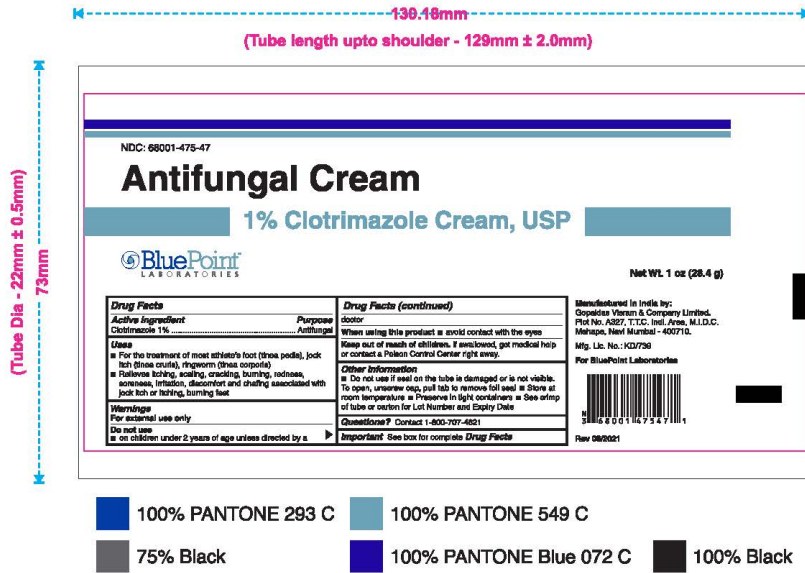 130.18mm
(Tube length upto shoulder - 129mm ± 2.0mm)
(Tube Dia - 22mm ± 0.5mm)
73mm
NDC: 68001-475-47
Antifungal Cream
1% Clotrimazole Cream, USP
BluePoint
LABORATORIES
Net Wt. 1 oz (28.4 g)
Drug Facts
Active Ingredient Purpose
Clotrimazole 1% ........................................ Antifungal
Uses
■ For the treatment of most athlete's foot (tinea pedis), jock
itch (tinea cruris), ringworm (tinea corporis)
■ Relieves itching, scaling, cracking, burning, redness,
soreness, irritation, discomfort and chafing associated with
jock itch or itching, burning feet
Warnings
For external use only
Do not use
■ on children under 2 years of age unless directed by a
Drug Facts (continued)
doctor
When using this product ■ avoid contact with the eyes
Keep out of reach of children. If swallowed, get medical help
or contact a Poison Control Center right away.
Other Information
■ Do not use if seal on the tube is damaged or is not visible.
To open, unscrew cap, pull tab to remove foil seal ■ Store at
room temperature ■ Preserve in tight containers ■ See crimp
of tube or carton for Lot Number and Expiry Date
Questions? Contact 1-800-707-4621
Important See box for complete Drug Facts
Manufactured in India by:
Gopaldas Visram & Company Limited.
Plot No. A327, T.T.C. Indl. Area, M.I.D.C.
Mahape, Navi Mumbai - 400710.
Mfg. Lic. No.: KD/739
For BluePoint Laboratories
N
3 68001 47547 1
Rev 08/2021
100% PANTONE 293 C
100% PANTONE 549 C
75% Black
100% PANTONE Blue 072 C
100% Black